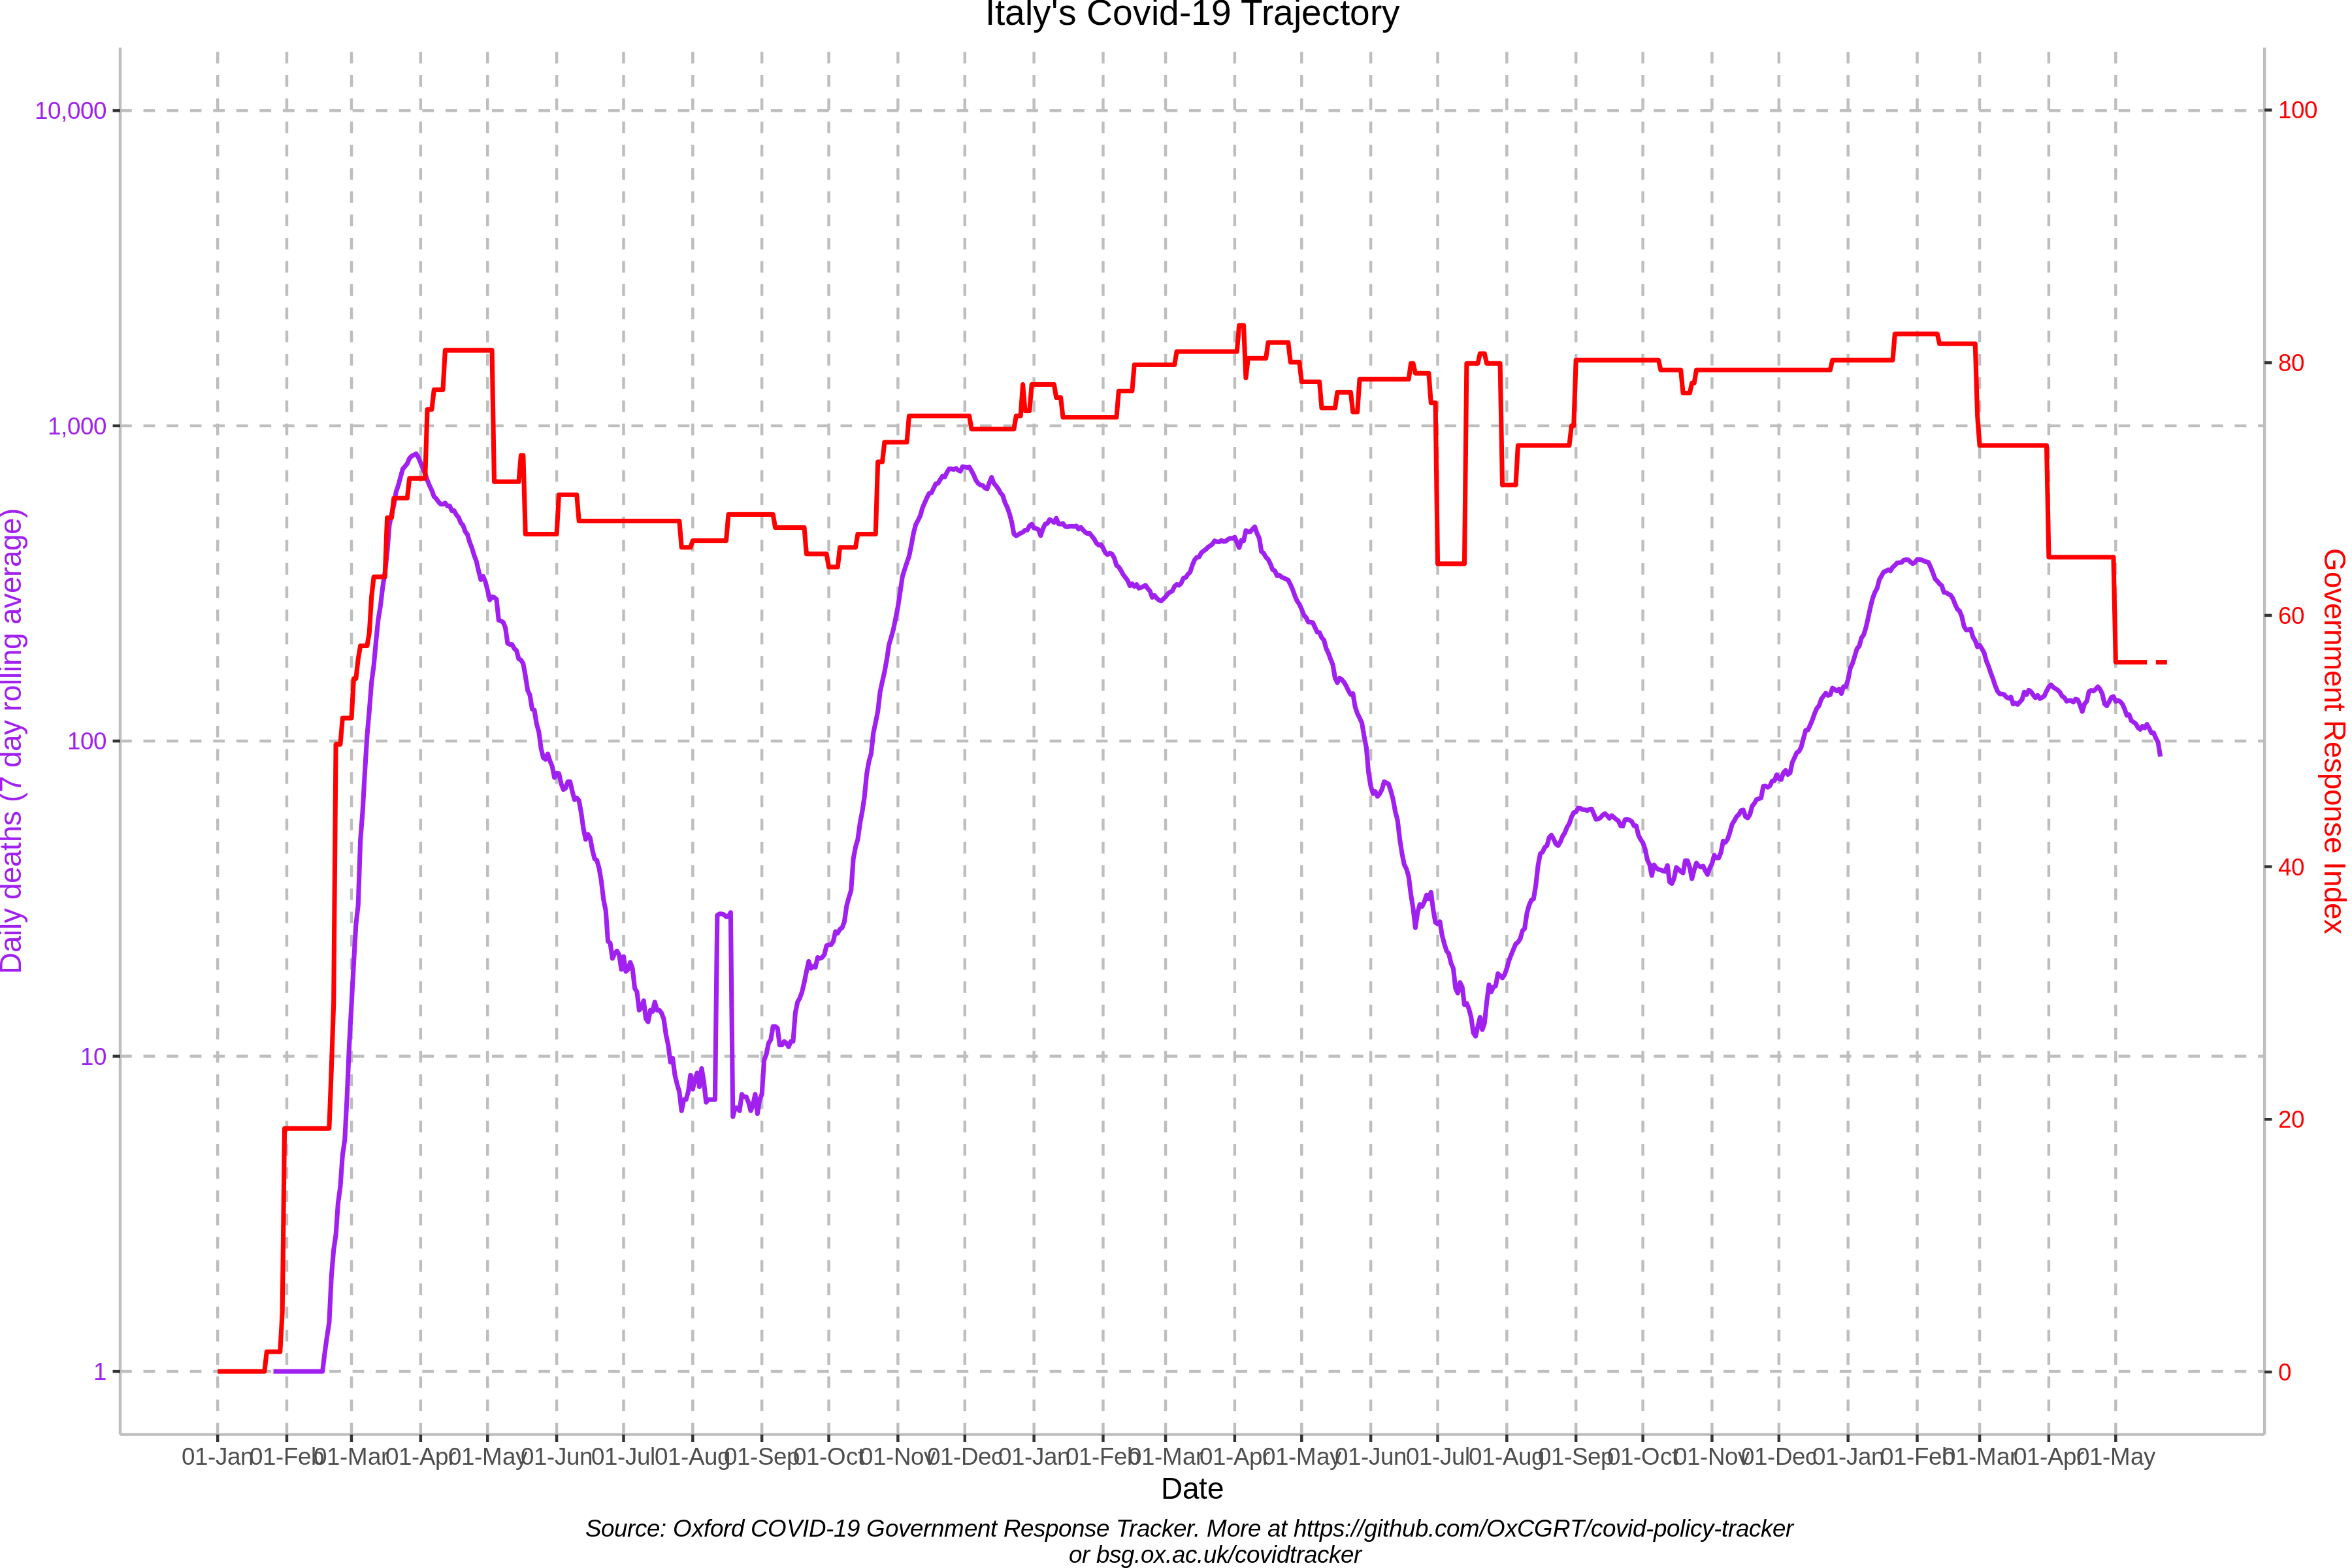 Italy's Covid-19 Trajectory
10,000
1,000
100
10
1
Daily deaths (7 day rolling average)
100
80
60
40
20
0
Government Response Index
01-Jan 01-Feb 01-Mar 01-Apr 01-May 01-Jun 01-Jul 01-Aug 01-Sep 01-Oct 01-Nov 01-Dec 01-Jan 01-Feb 01-Mar 01-Apr 01-May 01-Jun 01-Jul 01-Aug 01-Sep 01-Oct 01-Nov 01-Dec 01-Jan 01-Feb 01-Mar 01-Apr 01-May
Date
Source: Oxford COVID-19 Government Response Tracker. More at https://github.com/OxCGRT/covid-policy-tracker
or bsg.ox.ac.uk/covidtracker